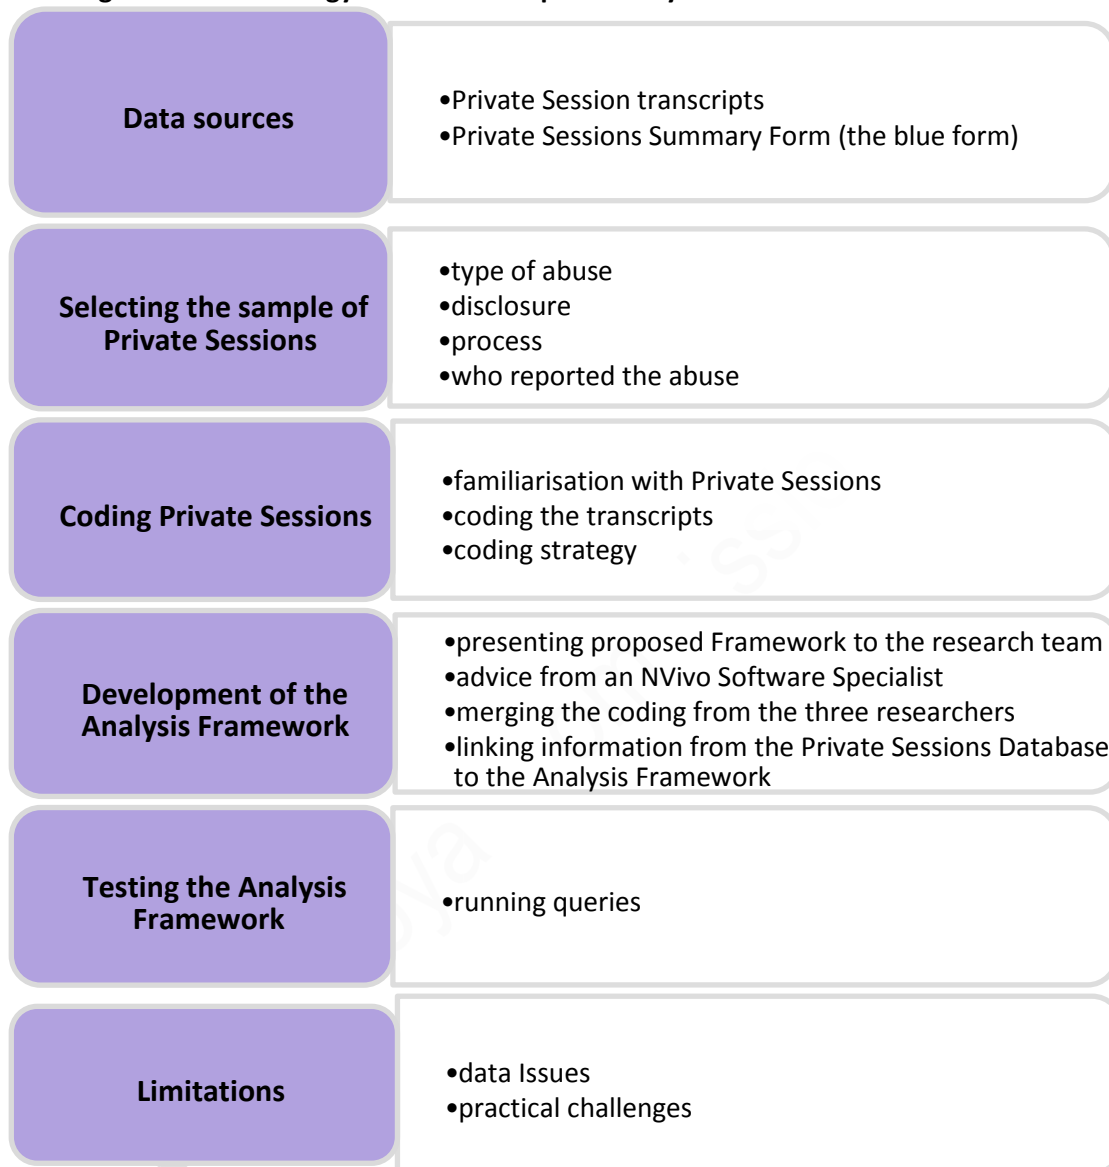 Data sources
•Private Session transcripts
•Private Sessions Summary Form (the blue form)
Selecting the sample of
Private Sessions
•type of abuse
•disclosure
•process
•who reported the abuse
Coding Private Sessions
•familiarisation with Private Sessions
•coding the transcripts
•coding strategy
Development of the
Analysis Framework
•presenting proposed Framework to the research team
•advice from an NVivo Software Specialist
•merging the coding from the three researchers
•linking information from the Private Sessions Database
to the Analysis Framework
Testing the Analysis
Framework
•running queries
Limitations
•data Issues
•practical challenges